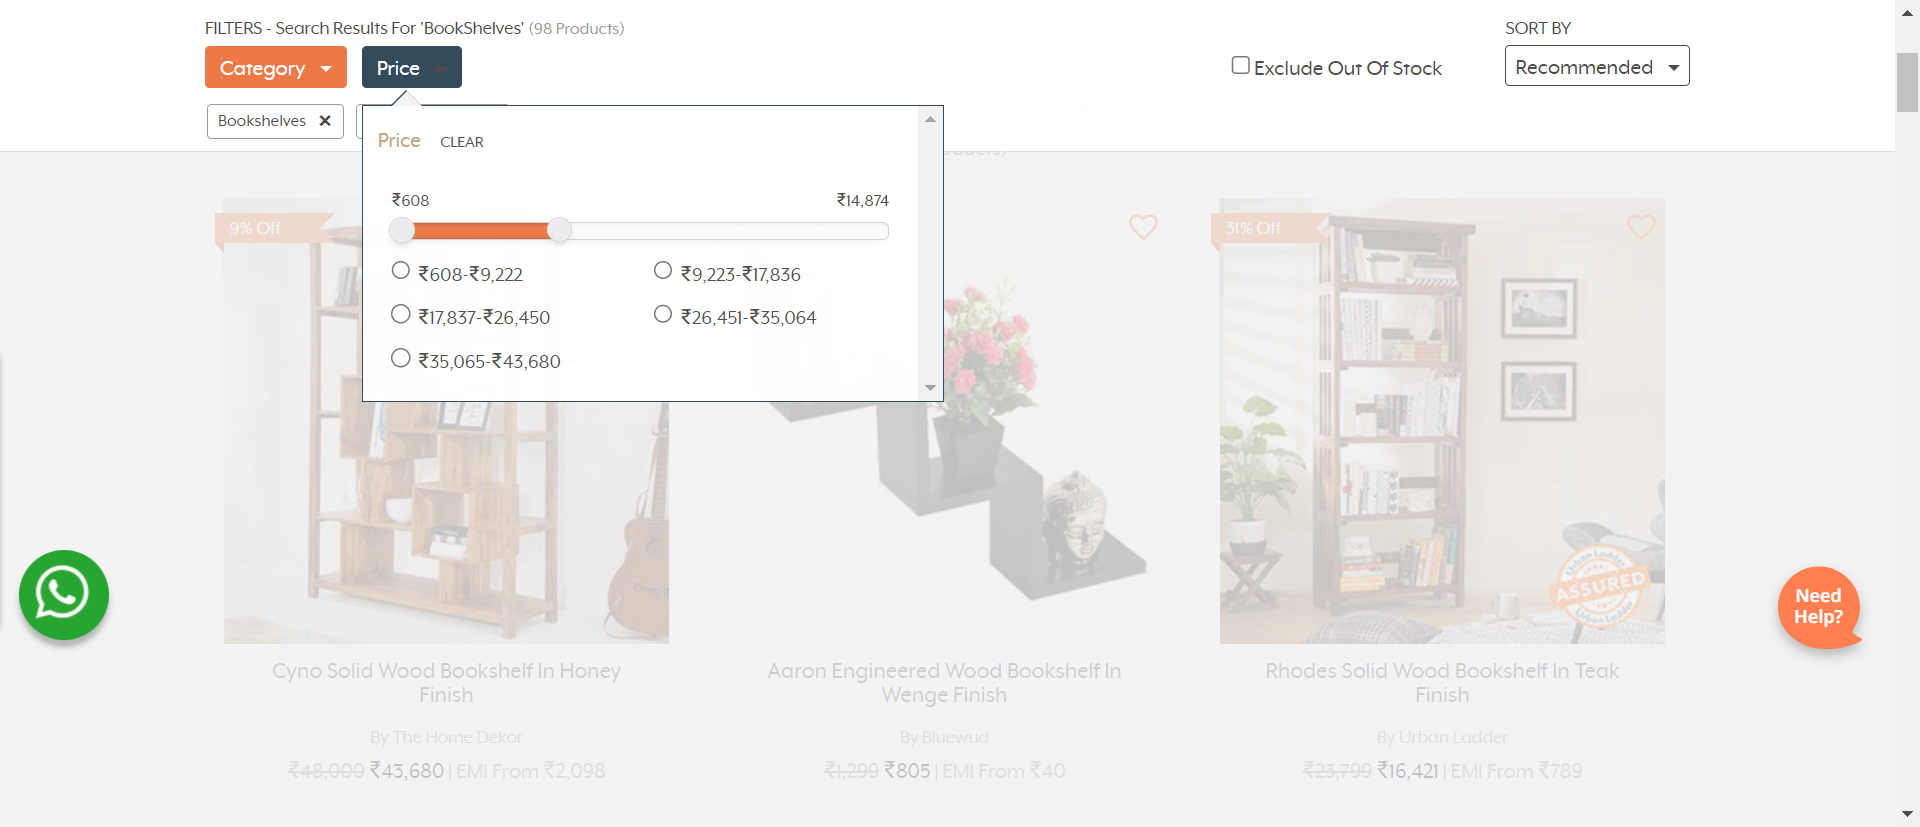 FILTERS - Search Results For 'BookShelves' (98 Products)
SORT BY
Category
Price
Exclude Out Of Stock
Recommended
Bookshelves ✕
Price CLEAR
₹608
₹14,874
₹608-₹9,222
₹9,223-₹17,836
₹17,837-₹26,450
₹26,451-₹35,064
₹35,065-₹43,680
9% Off
31% Off
Urban Ladder
ASSURED
Urban Ladder
Need
Help?
Cyno Solid Wood Bookshelf In Honey
Finish
By The Home Dekor
₹48,000 ₹43,680 | EMI From ₹2,098
Aaron Engineered Wood Bookshelf In
Wenge Finish
By Bluewud
₹1,299 ₹805 | EMI From ₹40
Rhodes Solid Wood Bookshelf In Teak
Finish
By Urban Ladder
₹23,799 ₹16,421 | EMI From ₹789